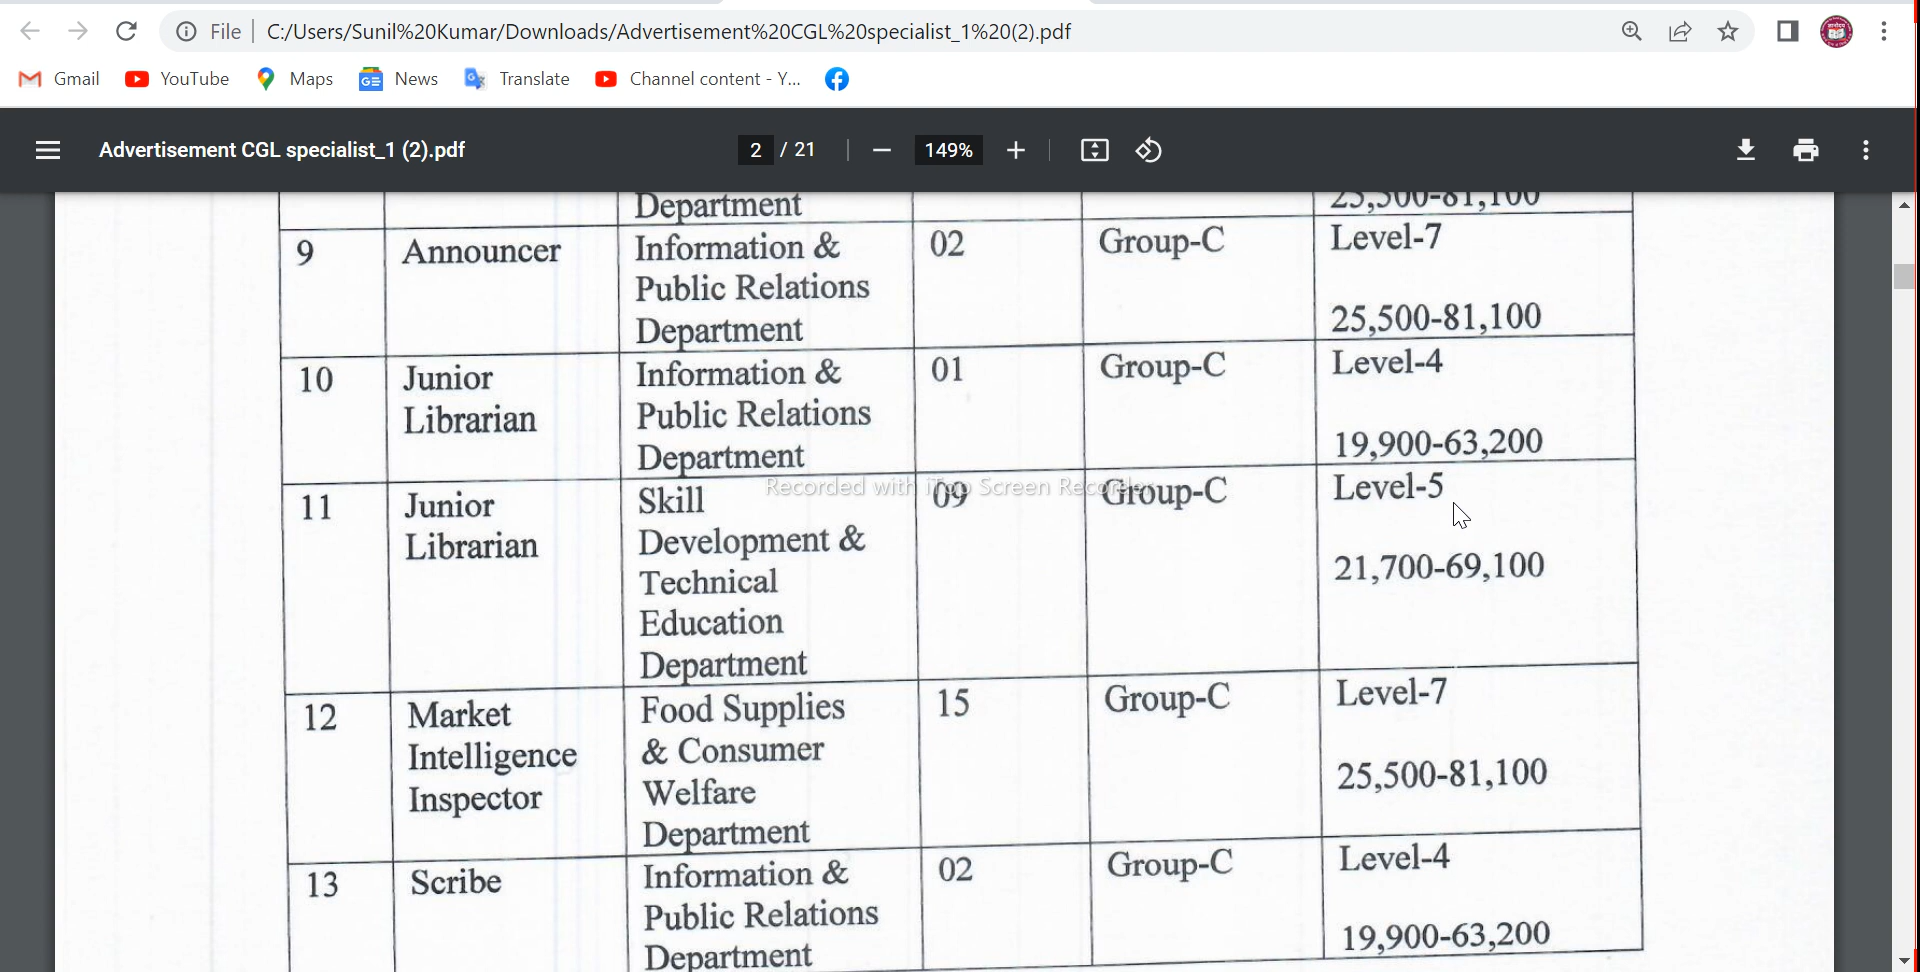 File C:/Users/Sunil%20Kumar/Downloads/Advertisement%20CGL%20specialist_1%20(2).pdf
Gmail YouTube Maps News Translate Channel content - Y...
Advertisement CGL specialist_1 (2).pdf 2 / 21 149%
Department 25,500-81,100
9 Announcer Information & 02 Group-C Level-7
Public Relations
Department 25,500-81,100
10 Junior Information & 01 Group-C Level-4
Librarian Public Relations
Department 19,900-63,200
Recorded with iTop Screen Recorder
11 Junior Skill 09 Group-C Level-5
Librarian Development & 21,700-69,100
Technical
Education
Department
12 Market Food Supplies 15 Group-C Level-7
Intelligence & Consumer
Inspector Welfare 25,500-81,100
Department
13 Scribe Information & 02 Group-C Level-4
Public Relations
Department 19,900-63,200